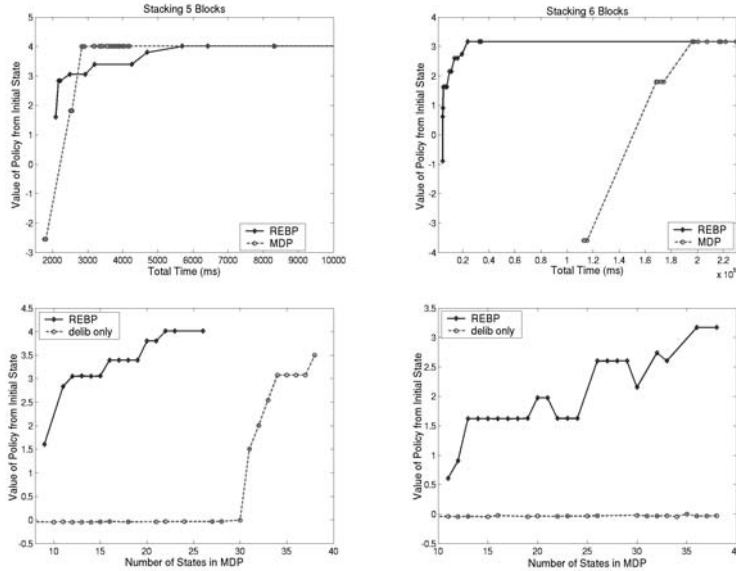 Stacking 5 Blocks
Value of Policy from Initial State
5
4
3
2
1
0
-1
-2
-3
REBP
MDP
2000 3000 4000 5000 6000 7000 8000 9000 10000
Total Time (ms)
Stacking 6 Blocks
Value of Policy from Initial State
4
3
2
1
0
-1
-2
-3
-4
REBP
MDP
0.2 0.4 0.6 0.8 1 1.2 1.4 1.6 1.8 2 2.2
Total Time (ms)
x 10
REBP
delib only
Value of Policy from Initial State
4.5
4
3.5
3
2.5
2
1.5
1
0.5
0
-0.5
10 15 20 25 30 35 40
Number of States in MDP
REBP
delib only
Value of Policy from Initial State
3.5
3
2.5
2
1.5
1
0.5
0
-0.5
10 15 20 25 30 35 40
Number of States in MDP